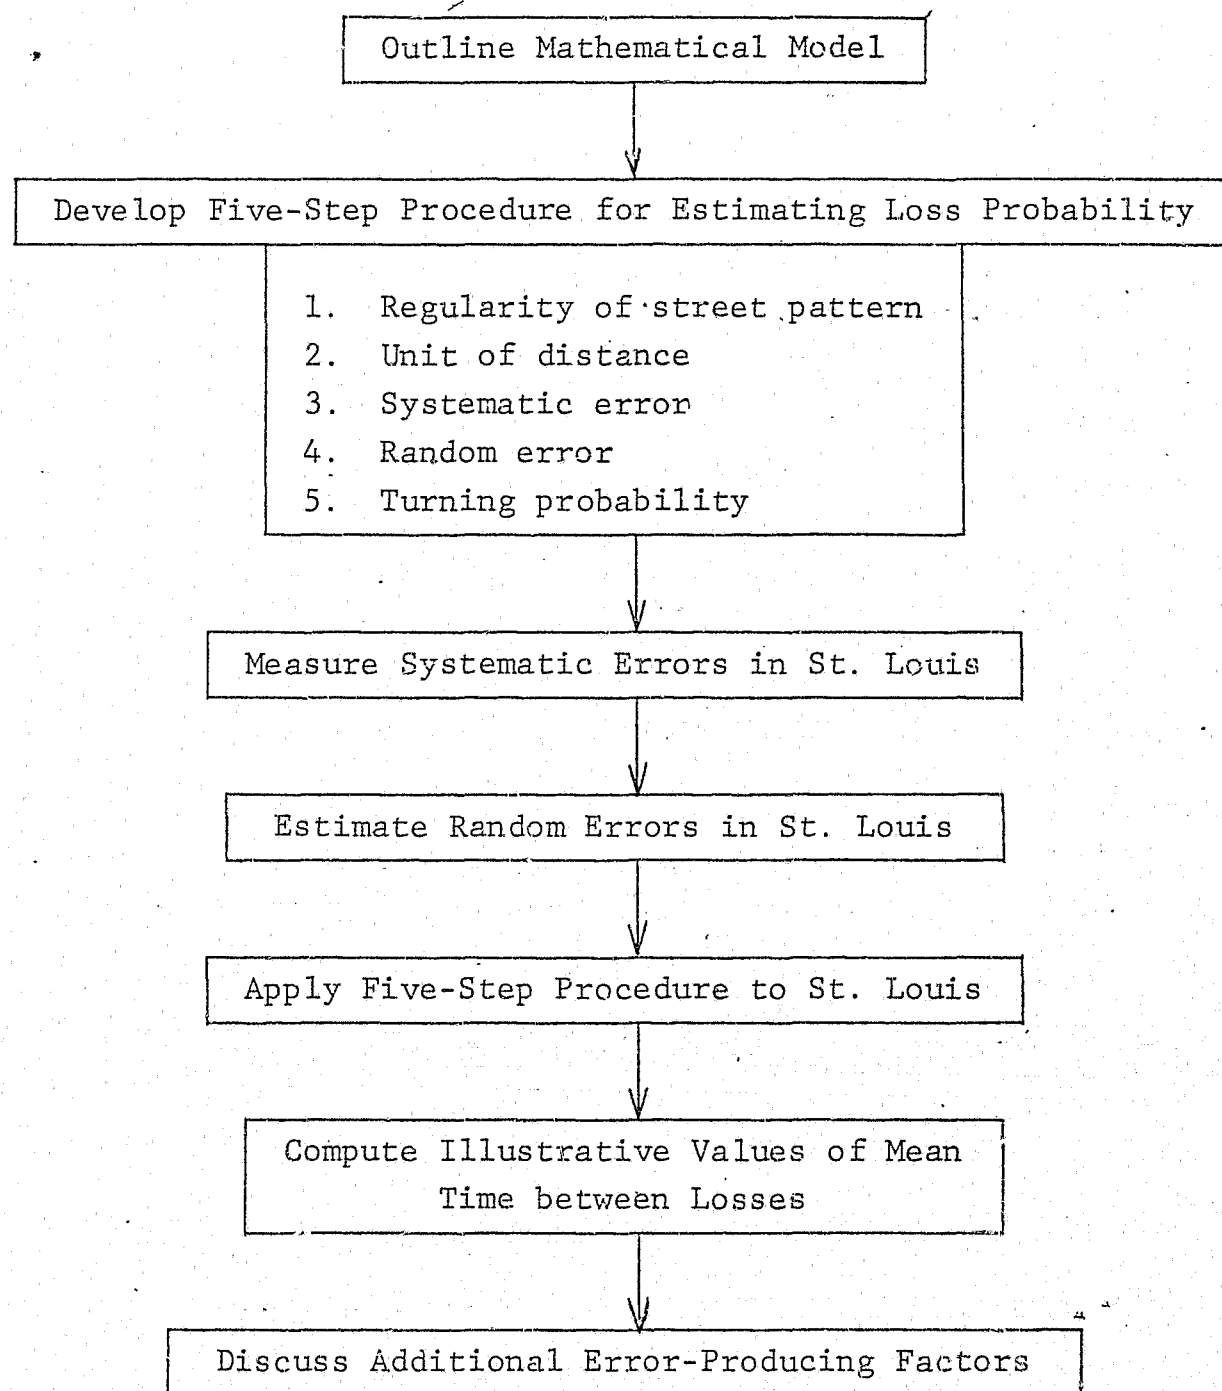 Outline Mathematical Model
Develop Five-Step Procedure for Estimating Loss Probability
1. Regularity of street pattern
2. Unit of distance
3. Systematic error
4. Random error
5. Turning probability
Measure Systematic Errors in St. Louis
Estimate Random Errors in St. Louis
Apply Five-Step Procedure to St. Louis
Compute Illustrative Values of Mean
Time between Losses
Discuss Additional Error-Producing Factors